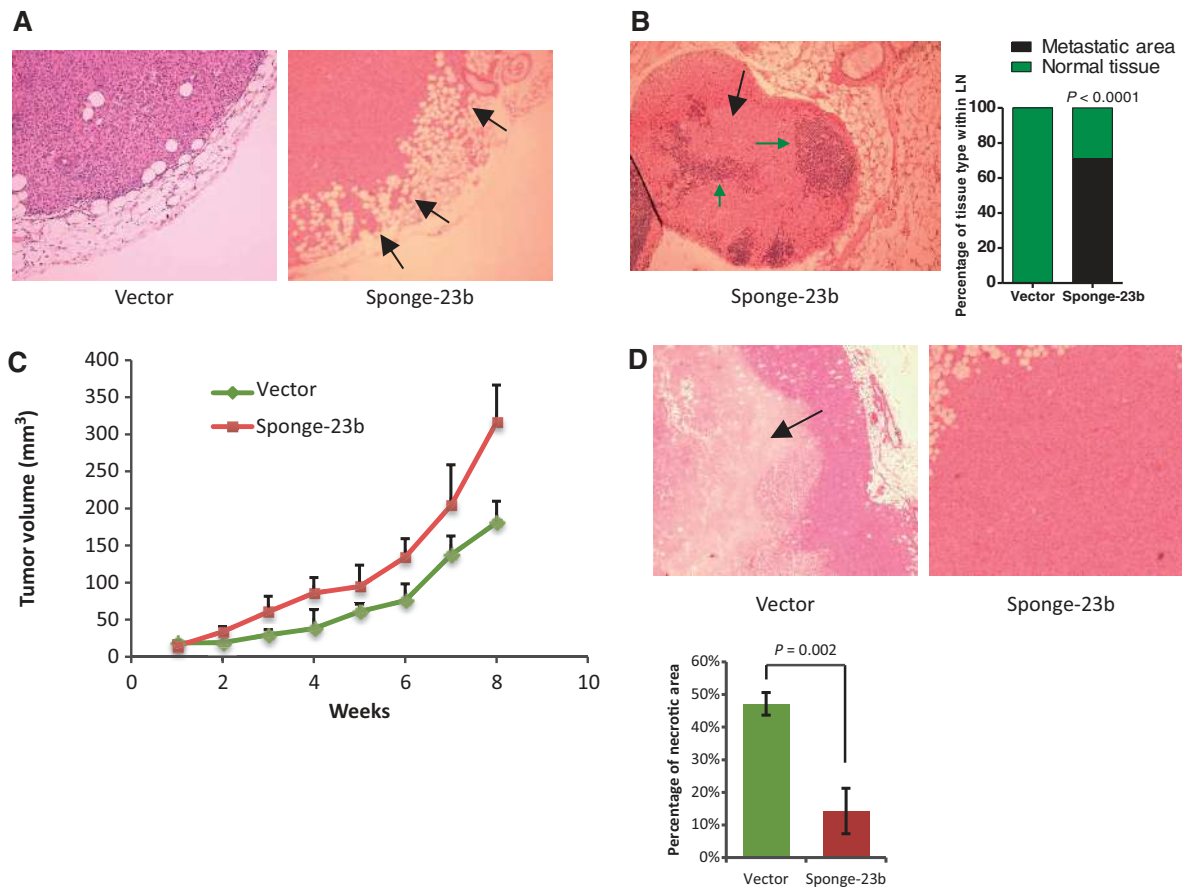 A
Vector
Sponge-23b
B
Sponge-23b
Metastatic area
Normal tissue
P < 0.0001
Percentage of tissue type within LN
100
80
60
40
20
0
Vector
Sponge-23b
C
Tumor volume (mm³)
400
350
300
250
200
150
100
50
0
Vector
Sponge-23b
0
2
4
6
8
10
Weeks
D
Vector
Sponge-23b
P = 0.002
Percentage of necrotic area
60%
50%
40%
30%
20%
10%
0%
Vector
Sponge-23b